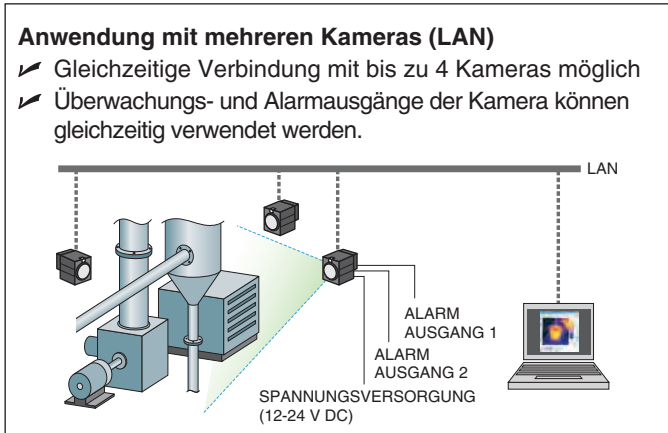 Anwendung mit mehreren Kameras (LAN)
Gleichzeitige Verbindung mit bis zu 4 Kameras möglich
Überwachungs- und Alarmausgänge der Kamera können
gleichzeitig verwendet werden.
LAN
ALARM
AUSGANG 1
ALARM
AUSGANG 2
SPANNUNGSVERSORGUNG
(12-24 V DC)